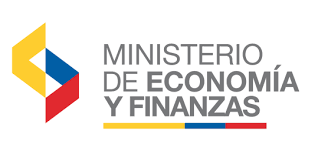 MINISTERIO
DE ECONOMÍA
Y FINANZAS